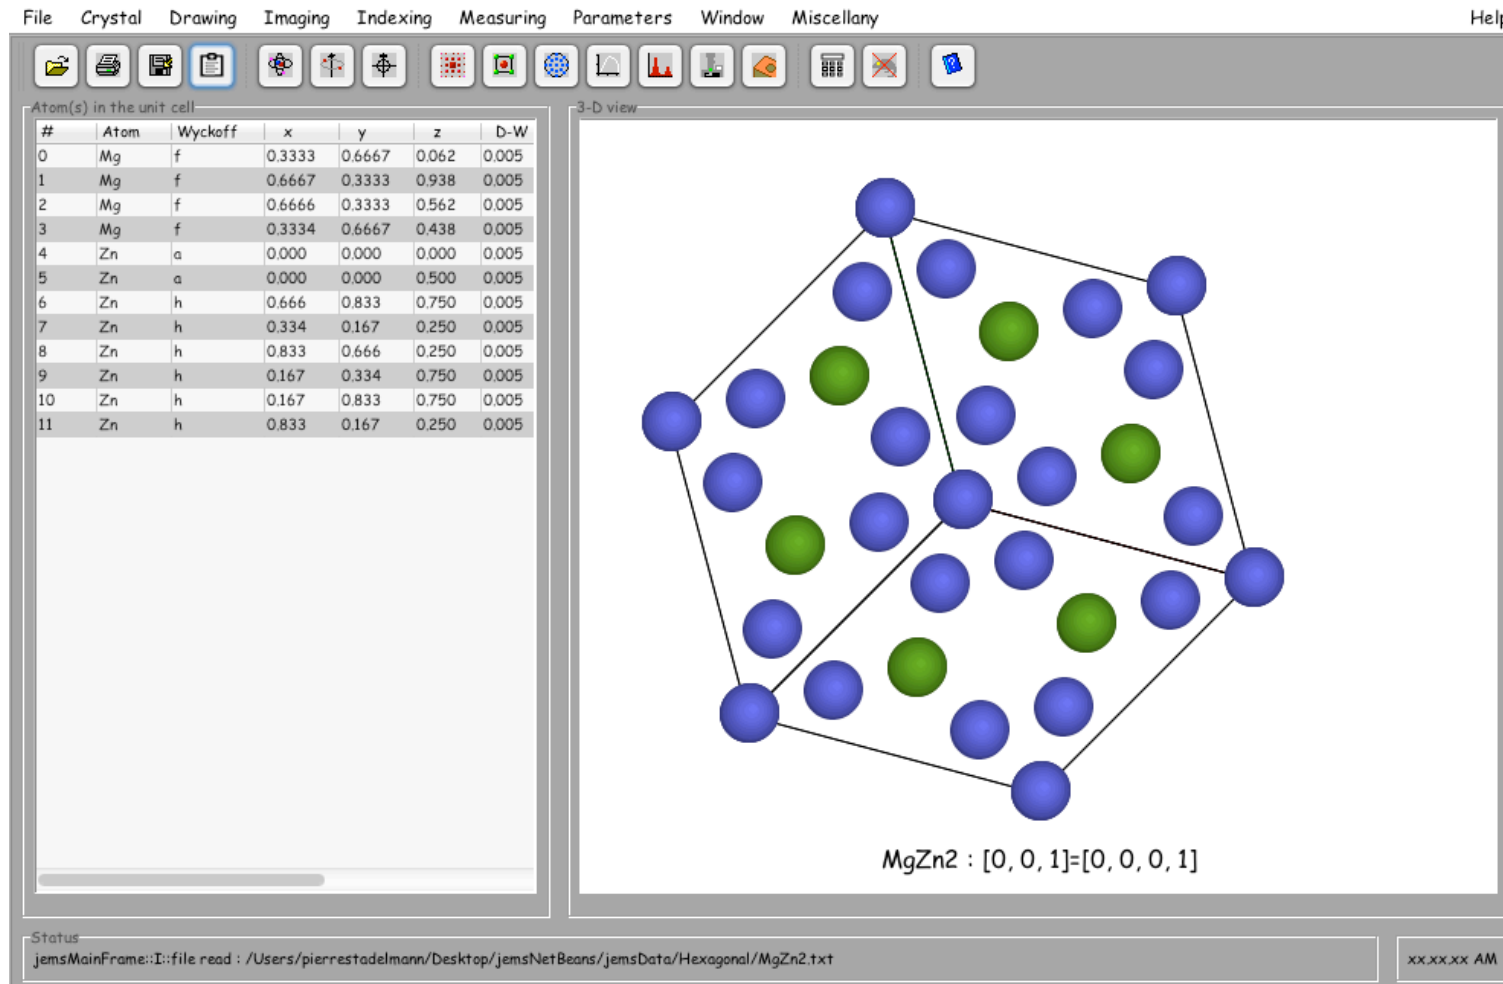 File Crystal Drawing Imaging Indexing Measuring Parameters Window Miscellany Help
Atom(s) in the unit cell
# Atom Wyckoff x y z D-W
0 Mg f 0.3333 0.6667 0.062 0.005
1 Mg f 0.6667 0.3333 0.938 0.005
2 Mg f 0.6666 0.3333 0.562 0.005
3 Mg f 0.3334 0.6667 0.438 0.005
4 Zn a 0.000 0.000 0.000 0.005
5 Zn a 0.000 0.000 0.500 0.005
6 Zn h 0.666 0.833 0.750 0.005
7 Zn h 0.334 0.167 0.250 0.005
8 Zn h 0.833 0.666 0.250 0.005
9 Zn h 0.167 0.334 0.750 0.005
10 Zn h 0.167 0.833 0.750 0.005
11 Zn h 0.833 0.167 0.250 0.005
3-D view
MgZn2 : [0, 0, 1]=[0, 0, 0, 1]
Status
jemsMainFrame::I::file read : /Users/pierrestadelmann/Desktop/jemsNetBeans/jemsData/Hexagonal/MgZn2.txt
xx.xx.xx AM